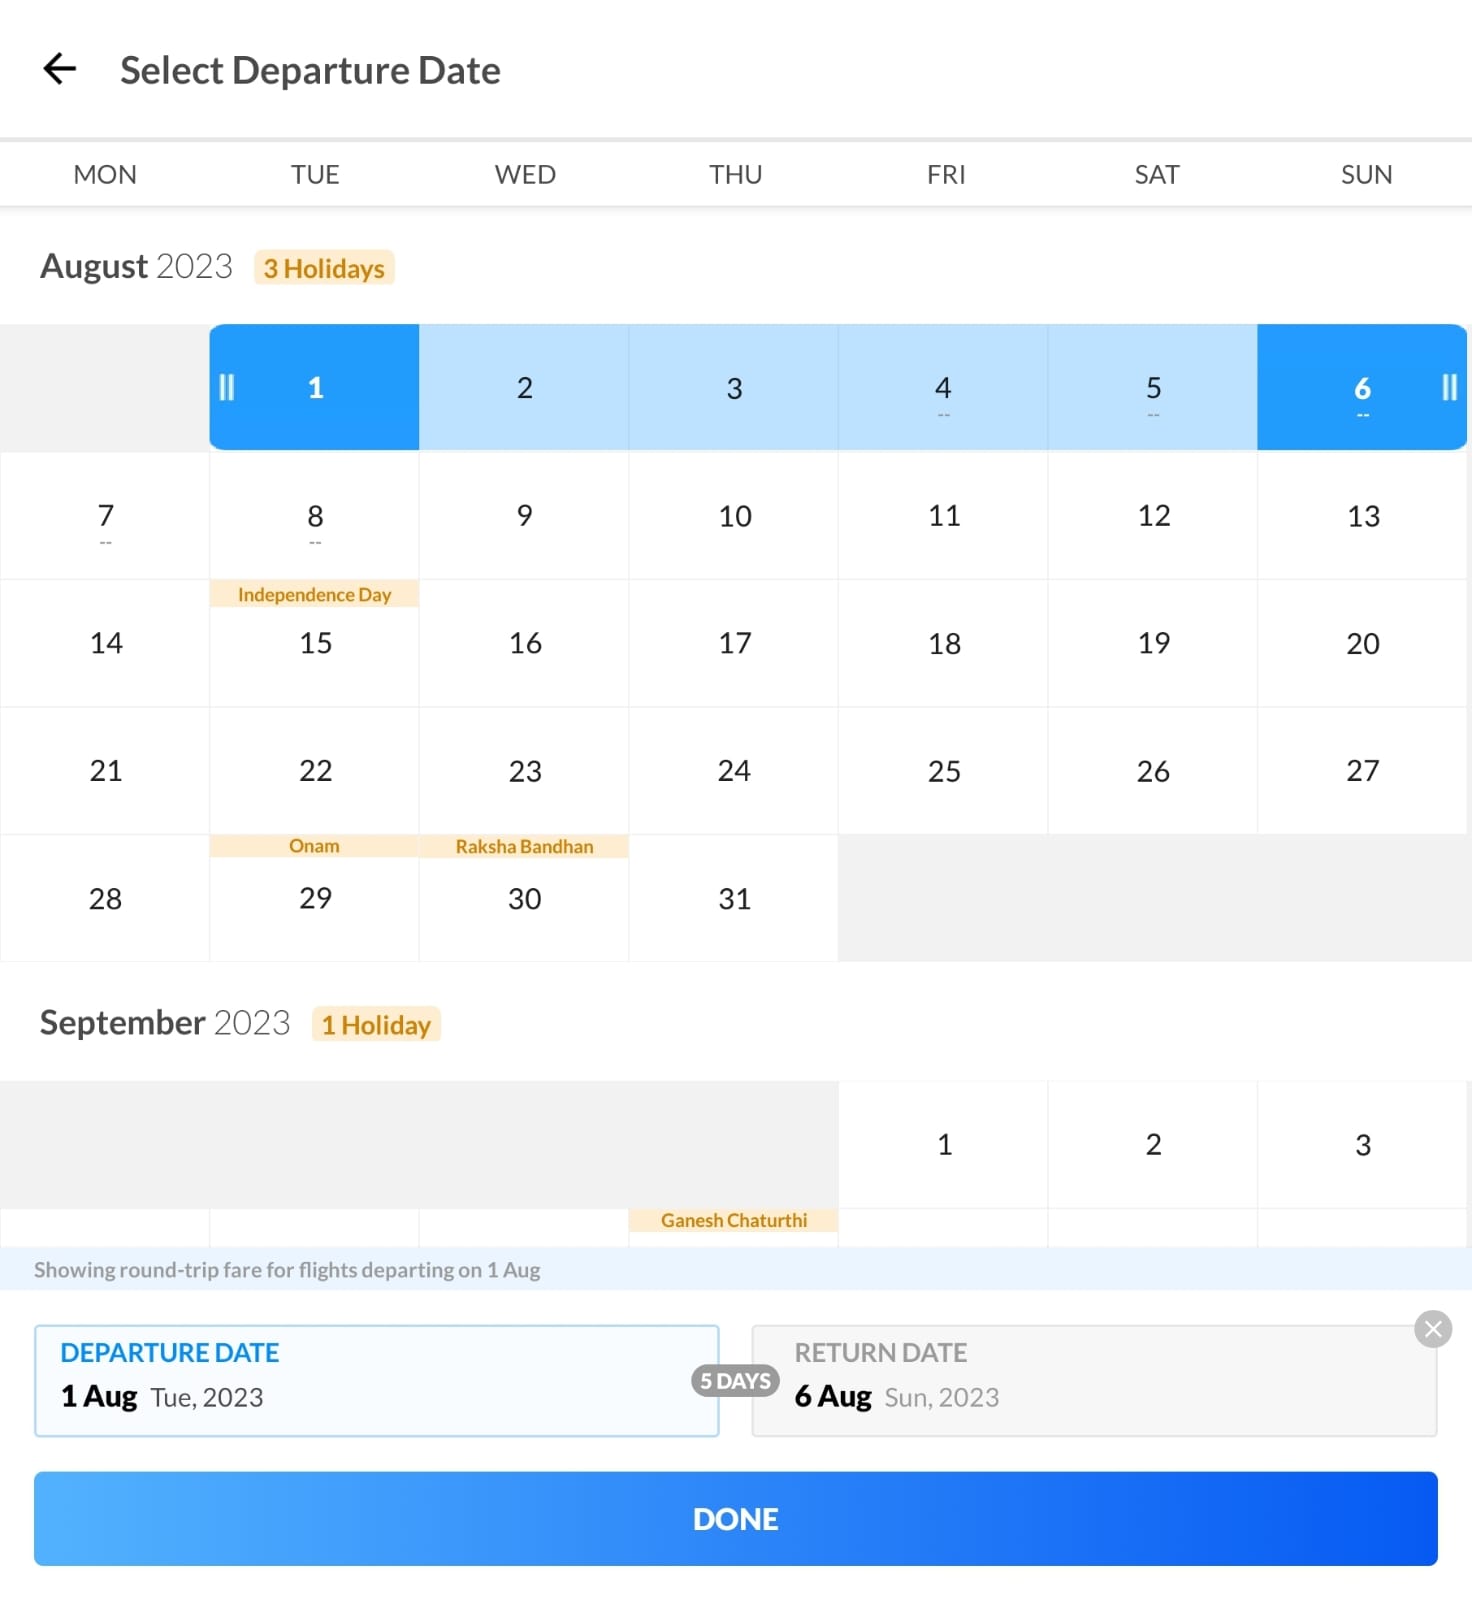 Select Departure Date
MON TUE WED THU FRI SAT SUN
August 2023 3 Holidays
1 2 3 4 5 6
-- -- --
7 8 9 10 11 12 13
-- --
Independence Day
14 15 16 17 18 19 20
21 22 23 24 25 26 27
Onam Raksha Bandhan
28 29 30 31
September 2023 1 Holiday
1 2 3
Ganesh Chaturthi
Showing round-trip fare for flights departing on 1 Aug
DEPARTURE DATE
1 Aug Tue, 2023
5 DAYS
RETURN DATE
6 Aug Sun, 2023
DONE